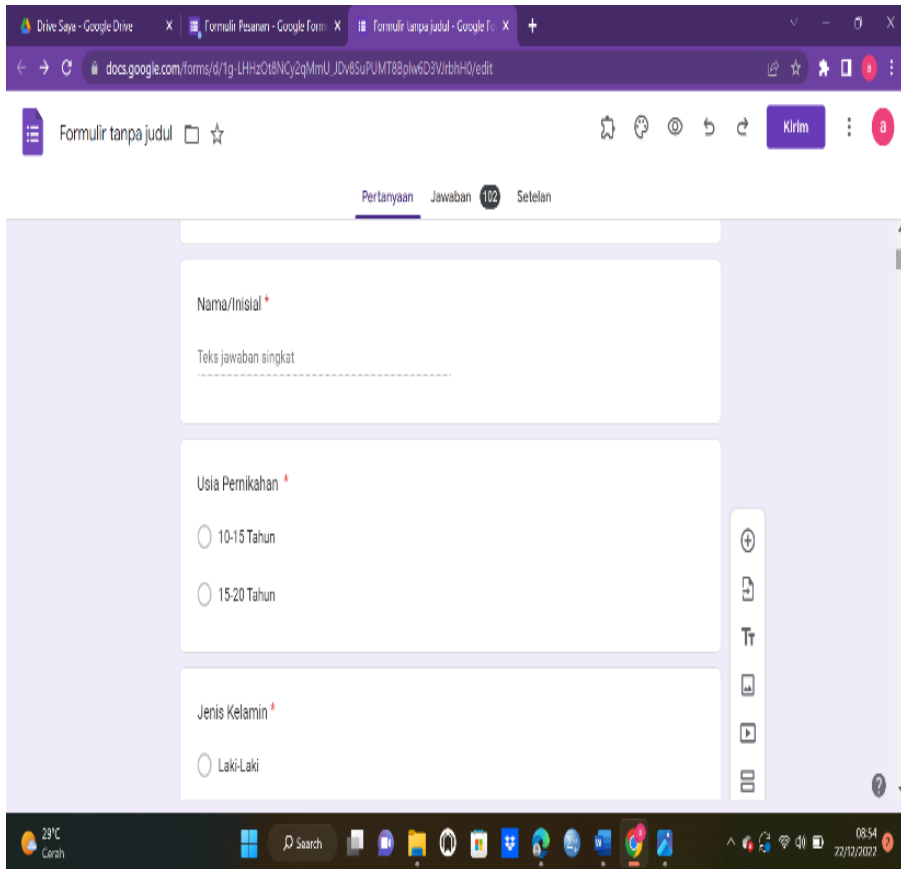 Drive Saya - Google Drive
Formulir Pesanan - Google Form
Formulir tanpa judul - Google Fo
docs.google.com/forms/d/1g-LHHzOt8NCy2qMmU_JDv8SuPUMT8Bplw6D3VJrbhH0/edit
Formulir tanpa judul
Kirim
a
Pertanyaan Jawaban 102 Setelan
Nama/Inisial *
Teks jawaban singkat
Usia Pernikahan *
10-15 Tahun
15-20 Tahun
Jenis Kelamin *
Laki-Laki
29°C
Cerah
Search
08:54
22/12/2022